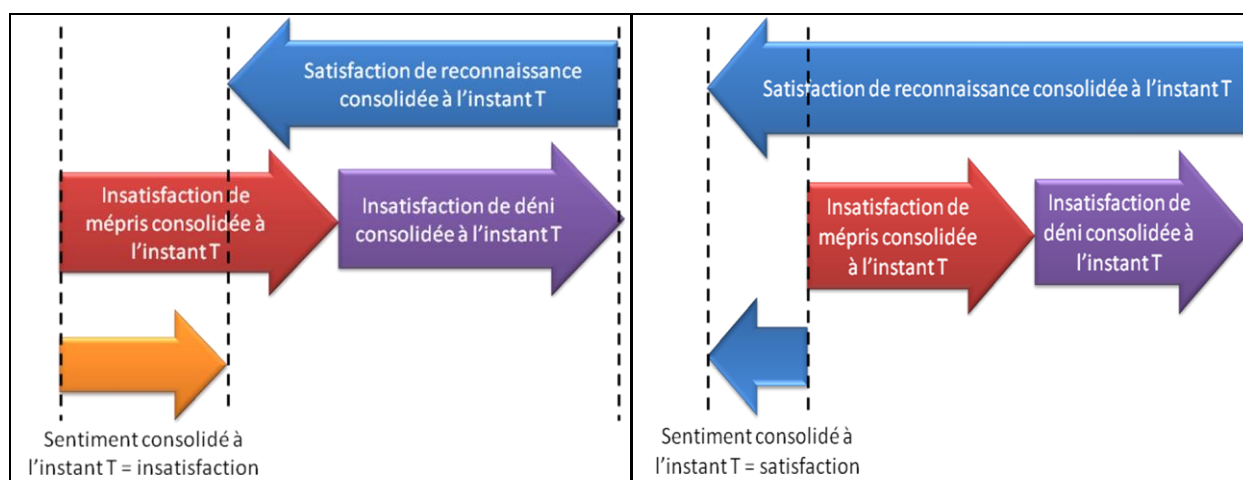 Satisfaction de reconnaissance
consolidée à l'instant T
Insatisfaction de
mépris consolidée à
l'instant T
Insatisfaction de déni
consolidée à l'instant T
Sentiment consolidé à
l'instant T = insatisfaction
Satisfaction de reconnaissance consolidée à l'instant T
Insatisfaction de
mépris consolidée
à l'instant T
Insatisfaction de
déni consolidée à
l'instant T
Sentiment consolidé à
l'instant T = satisfaction